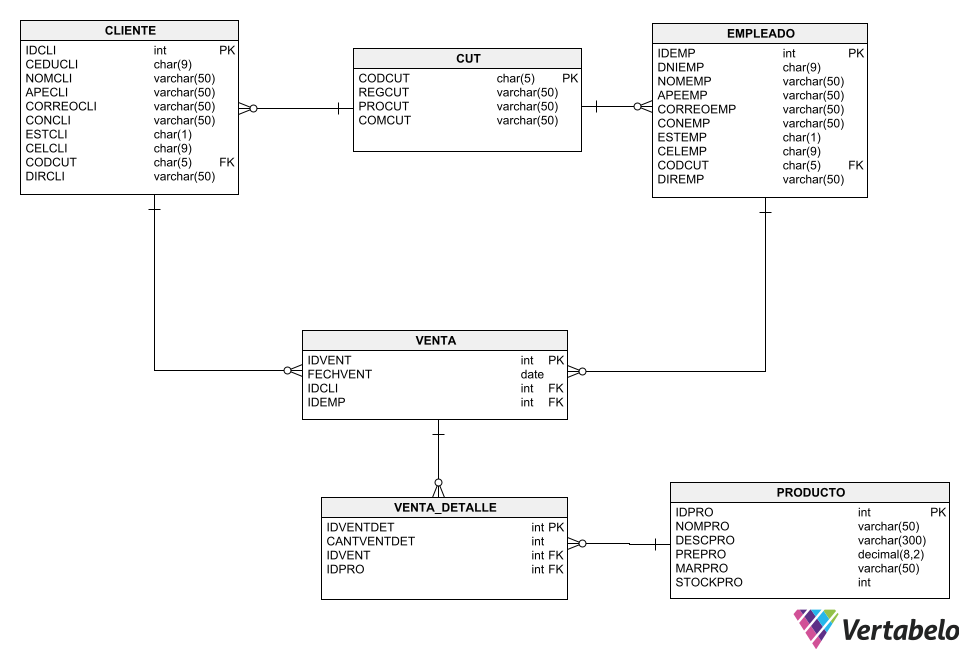 CLIENTE
IDCLI int PK
CEDUCLI char(9)
NOMCLI varchar(50)
APECLI varchar(50)
CORREOCLI varchar(50)
CONCLI varchar(50)
ESTCLI char(1)
CELCLI char(9)
CODCUT char(5) FK
DIRCLI varchar(50)
CUT
CODCUT char(5) PK
REGCUT varchar(50)
PROCUT varchar(50)
COMCUT varchar(50)
EMPLEADO
IDEMP int PK
DNIEMP char(9)
NOMEMP varchar(50)
APEEMP varchar(50)
CORREOEMP varchar(50)
CONEMP varchar(50)
ESTEMP char(1)
CELEMP char(9)
CODCUT char(5) FK
DIREMP varchar(50)
VENTA
IDVENT int PK
FECHVENT date
IDCLI int FK
IDEMP int FK
VENTA_DETALLE
IDVENTDET int PK
CANTVENTDET int
IDVENT int FK
IDPRO int FK
PRODUCTO
IDPRO int PK
NOMPRO varchar(50)
DESCPRO varchar(300)
PREPRO decimal(8,2)
MARPRO varchar(50)
STOCKPRO int
Vertabelo